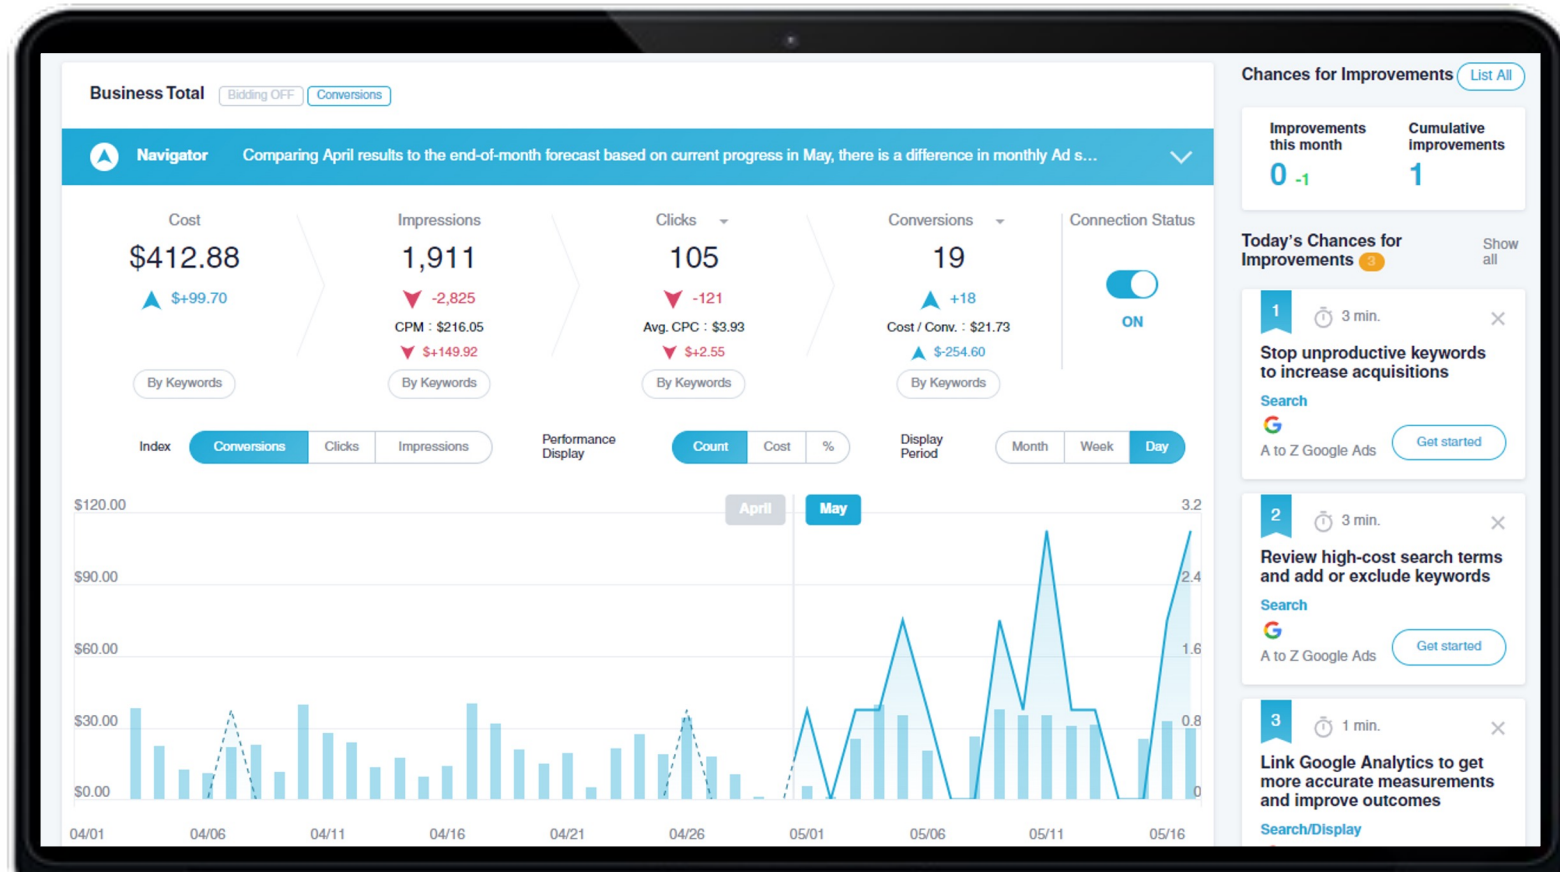 Business Total
Bidding OFF
Conversions
Navigator
Comparing April results to the end-of-month forecast based on current progress in May, there is a difference in monthly Ad s...
Cost
$412.88
$+99.70
By Keywords
Impressions
1,911
-2,825
CPM : $216.05
$+149.92
By Keywords
Clicks
105
-121
Avg. CPC : $3.93
$+2.55
By Keywords
Conversions
19
+18
Cost / Conv. : $21.73
$-254.60
By Keywords
Connection Status
ON
Index
Conversions
Clicks
Impressions
Performance
Display
Count
Cost
%
Display
Period
Month
Week
Day
April
May
$120.00
$90.00
$60.00
$30.00
$0.00
3.2
2.4
1.6
0.8
0
04/01
04/06
04/11
04/16
04/21
04/26
05/01
05/06
05/11
05/16
Chances for Improvements
List All
Improvements
this month
0 -1
Cumulative
improvements
1
Today's Chances for
Improvements 3
Show
all
1
3 min.
Stop unproductive keywords
to increase acquisitions
Search
A to Z Google Ads
Get started
2
3 min.
Review high-cost search terms
and add or exclude keywords
Search
A to Z Google Ads
Get started
3
1 min.
Link Google Analytics to get
more accurate measurements
and improve outcomes
Search/Display